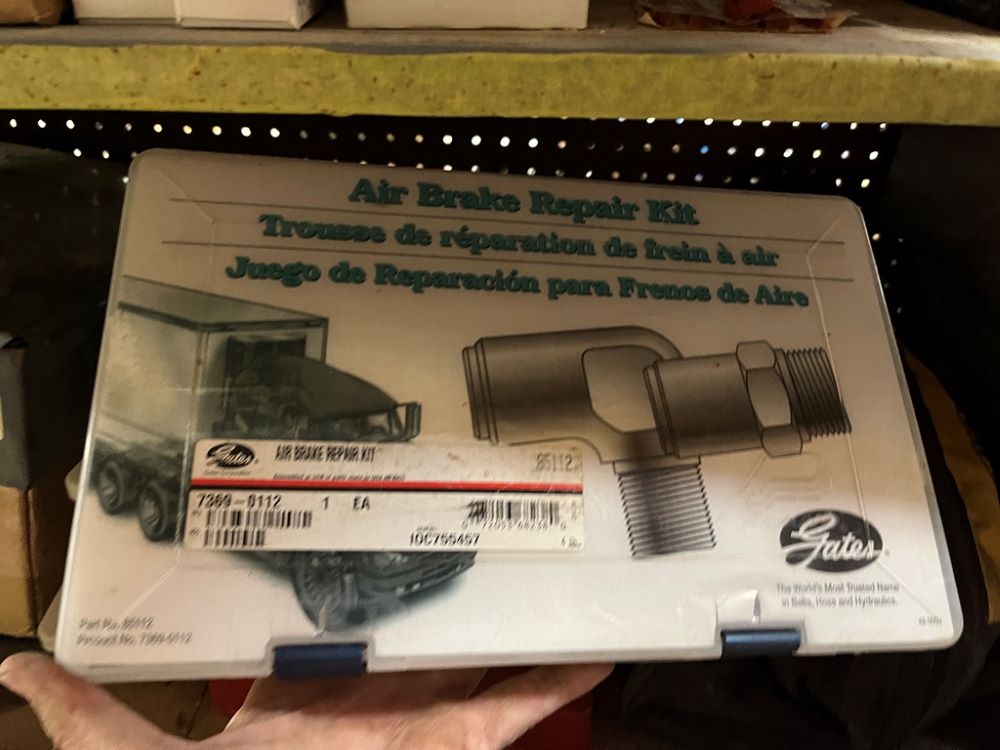 Air Brake Repair Kit
Trousse de réparation de frein à air
Juego de Reparación para Frenos de Aire
Gates
AIR BRAKE REPAIR KIT
85112
7369-0112 1 EA
IOC755457
Gates
The World's Most Trusted Name
in Belts, Hose and Hydraulics.
Part No. 85112
Product No. 7369-0112